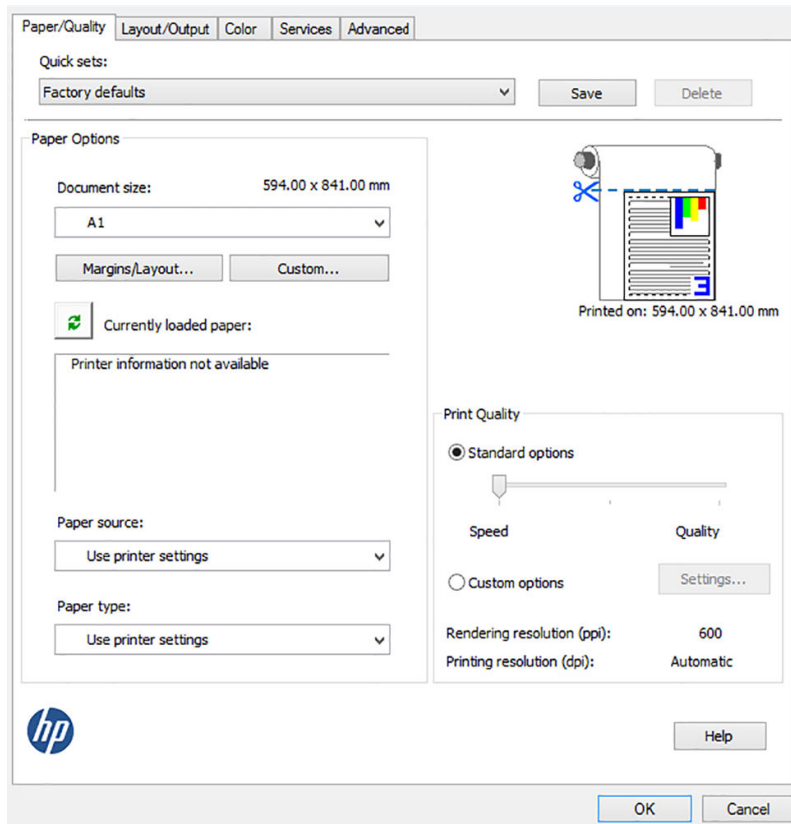 Paper/Quality Layout/Output Color Services Advanced
Quick sets:
Factory defaults Save Delete
Paper Options
Document size: 594.00 x 841.00 mm
A1
Margins/Layout... Custom...
Currently loaded paper:
Printer information not available
Paper source:
Use printer settings
Paper type:
Use printer settings
3
Printed on: 594.00 x 841.00 mm
Print Quality
Standard options
Speed Quality
Custom options Settings...
Rendering resolution (ppi): 600
Printing resolution (dpi): Automatic
hp
Help
OK Cancel